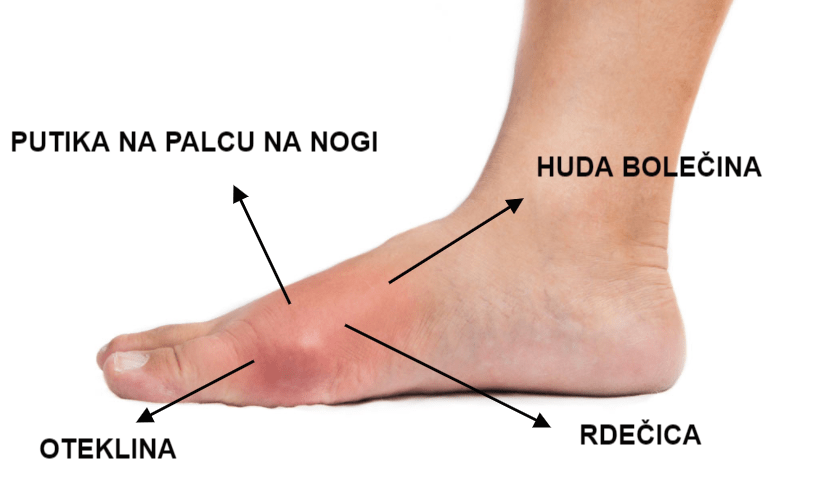 PUTIKA NA PALCU NA NOGI
HUDA BOLEČINA
OTEKLINA
RDEČICA